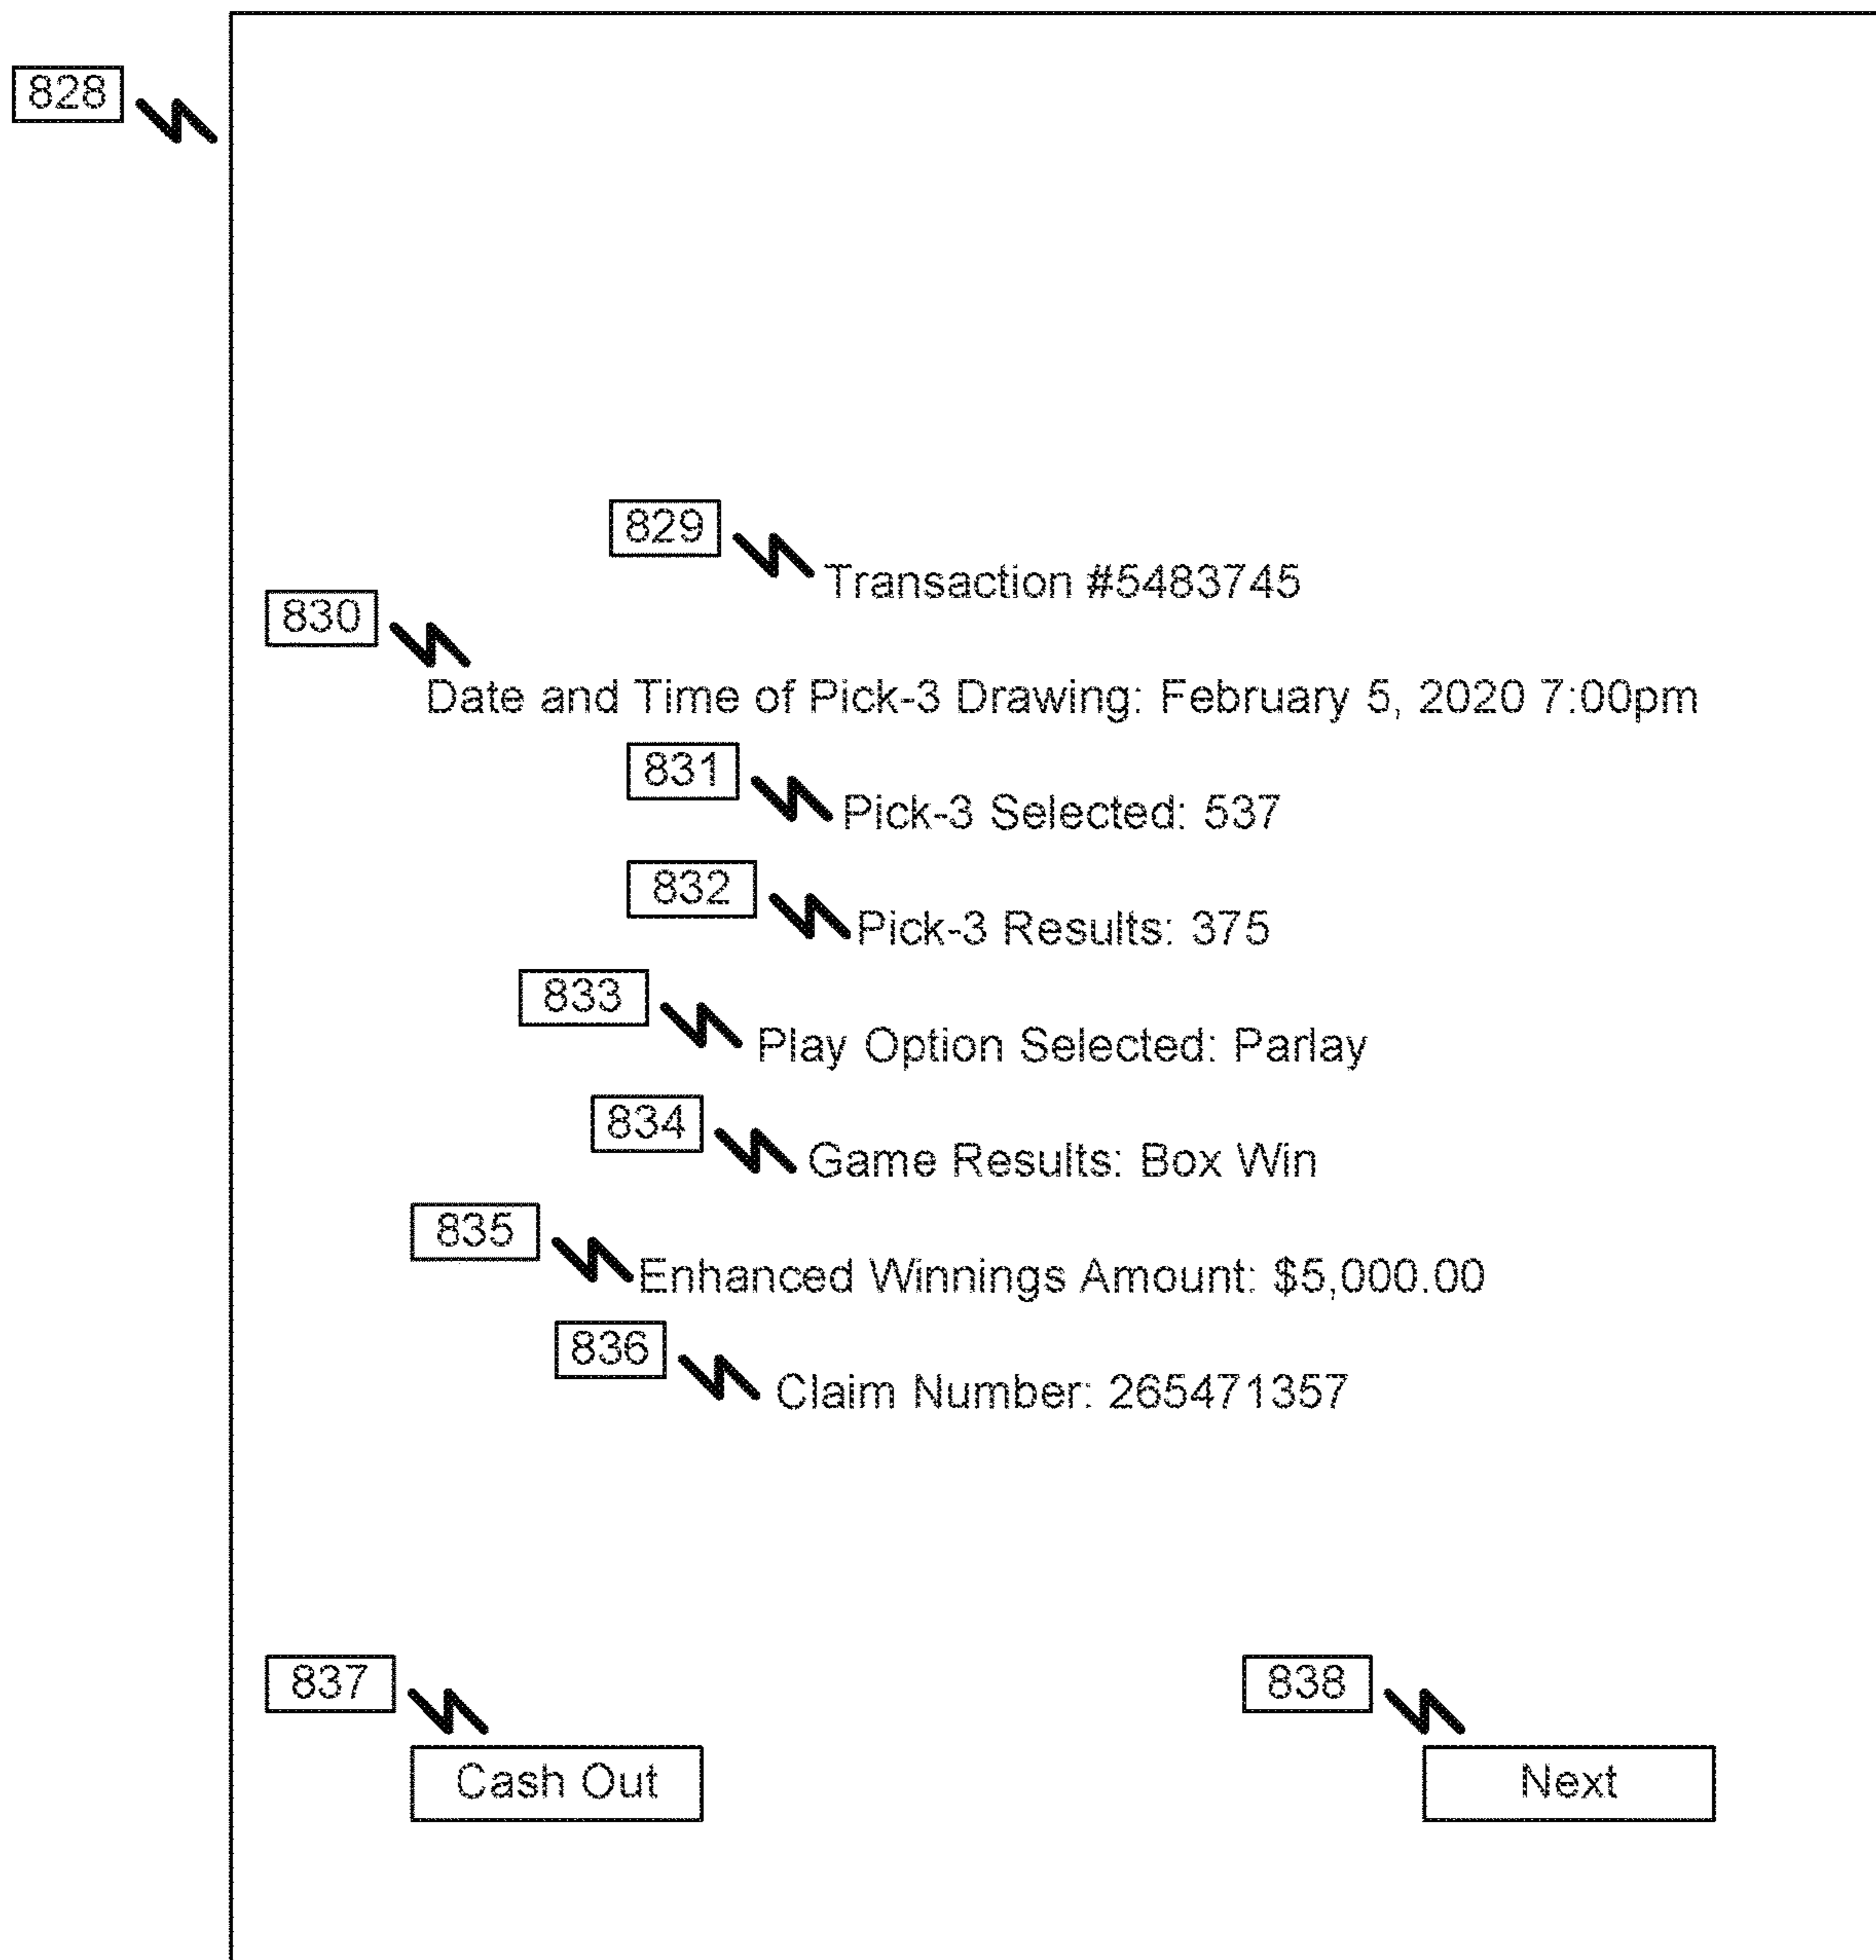 828
829
Transaction #5483745
830
Date and Time of Pick-3 Drawing: February 5, 2020 7:00pm
831
Pick-3 Selected: 537
832
Pick-3 Results: 375
833
Play Option Selected: Parlay
834
Game Results: Box Win
835
Enhanced Winnings Amount: $5,000.00
836
Claim Number: 265471357
837
838
Cash Out
Next